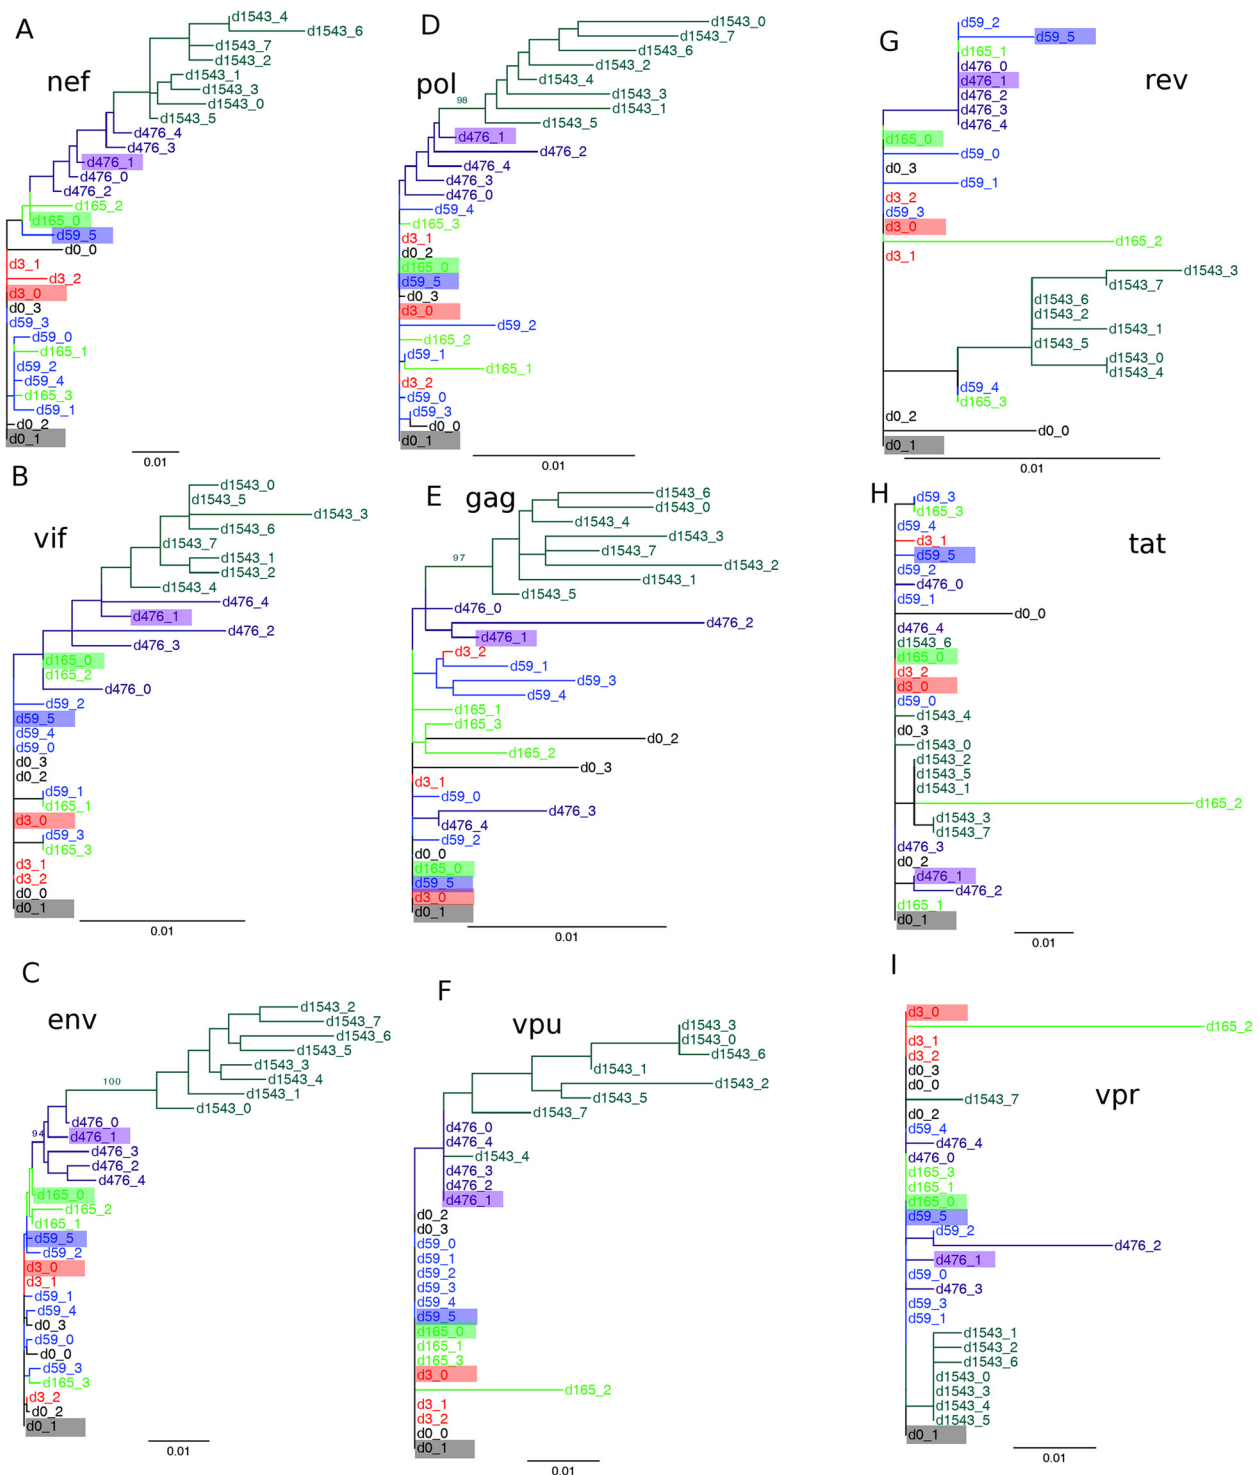 A
nef
d1543_4
d1543_6
d1543_7
d1543_2
d1543_1
d1543_3
d1543_0
d1543_5
d476_4
d476_3
d476_1
d476_0
d476_2
d165_2
d165_0
d59_5
d0_0
d3_1
d3_2
d3_0
d0_3
d59_3
d59_0
d165_1
d59_2
d59_4
d165_3
d59_1
d0_2
d0_1
0.01
B
vif
d1543_0
d1543_5
d1543_3
d1543_6
d1543_7
d1543_1
d1543_2
d1543_4
d476_4
d476_1
d476_2
d476_3
d165_0
d165_2
d476_0
d59_2
d59_5
d59_4
d59_0
d0_3
d0_2
d59_1
d165_1
d3_0
d59_3
d165_3
d3_1
d3_2
d0_0
d0_1
0.01
C
env
d1543_2
d1543_7
d1543_6
d1543_5
d1543_3
d1543_4
d1543_1
d1543_0
100
94
d476_0
d476_1
d476_3
d476_2
d476_4
d165_0
d165_2
d165_1
d59_5
d59_2
d3_0
d3_1
d59_1
d59_4
d0_3
d59_0
d0_0
d59_3
d165_3
d3_2
d0_2
d0_1
0.01
D
pol
d1543_0
d1543_7
d1543_6
d1543_2
d1543_4
d1543_3
d1543_1
d1543_5
98
d476_1
d476_2
d476_4
d476_3
d476_0
d59_4
d165_3
d3_1
d0_2
d165_0
d59_5
d0_3
d3_0
d59_2
d165_2
d59_1
d165_1
d3_2
d59_0
d59_3
d0_0
d0_1
0.01
E
gag
d1543_6
d1543_0
d1543_4
d1543_3
d1543_7
d1543_2
d1543_1
d1543_5
97
d476_0
d476_2
d476_1
d3_2
d59_1
d59_3
d59_4
d165_1
d165_3
d0_2
d165_2
d0_3
d3_1
d59_0
d476_3
d476_4
d59_2
d0_0
d165_0
d59_5
d3_0
d0_1
0.01
F
vpu
d1543_3
d1543_0
d1543_6
d1543_1
d1543_2
d1543_5
d1543_7
d476_0
d476_4
d1543_4
d476_3
d476_2
d476_1
d0_2
d0_3
d59_0
d59_1
d59_2
d59_3
d59_4
d59_5
d165_0
d165_1
d165_3
d3_0
d165_2
d3_1
d3_2
d0_0
d0_1
0.01
G
rev
d59_2
d59_5
d165_1
d476_0
d476_1
d476_2
d476_3
d476_4
d165_0
d59_0
d0_3
d59_1
d3_2
d59_3
d3_0
d165_2
d3_1
d1543_3
d1543_7
d1543_6
d1543_2
d1543_1
d1543_5
d1543_0
d1543_4
d59_4
d165_3
d0_2
d0_0
d0_1
0.01
H
tat
d59_3
d165_3
d59_4
d3_1
d59_5
d59_2
d476_0
d59_1
d0_0
d476_4
d1543_6
d165_0
d3_2
d3_0
d59_0
d1543_4
d0_3
d1543_0
d1543_2
d1543_5
d1543_1
d165_2
d1543_3
d1543_7
d476_3
d0_2
d476_1
d476_2
d165_1
d0_1
0.01
I
vpr
d3_0
d165_2
d3_1
d3_2
d0_3
d0_0
d1543_7
d0_2
d59_4
d476_4
d476_0
d165_3
d165_1
d165_0
d59_5
d59_2
d476_2
d476_1
d59_0
d476_3
d59_3
d59_1
d1543_1
d1543_2
d1543_6
d1543_0
d1543_3
d1543_4
d1543_5
d0_1
0.01